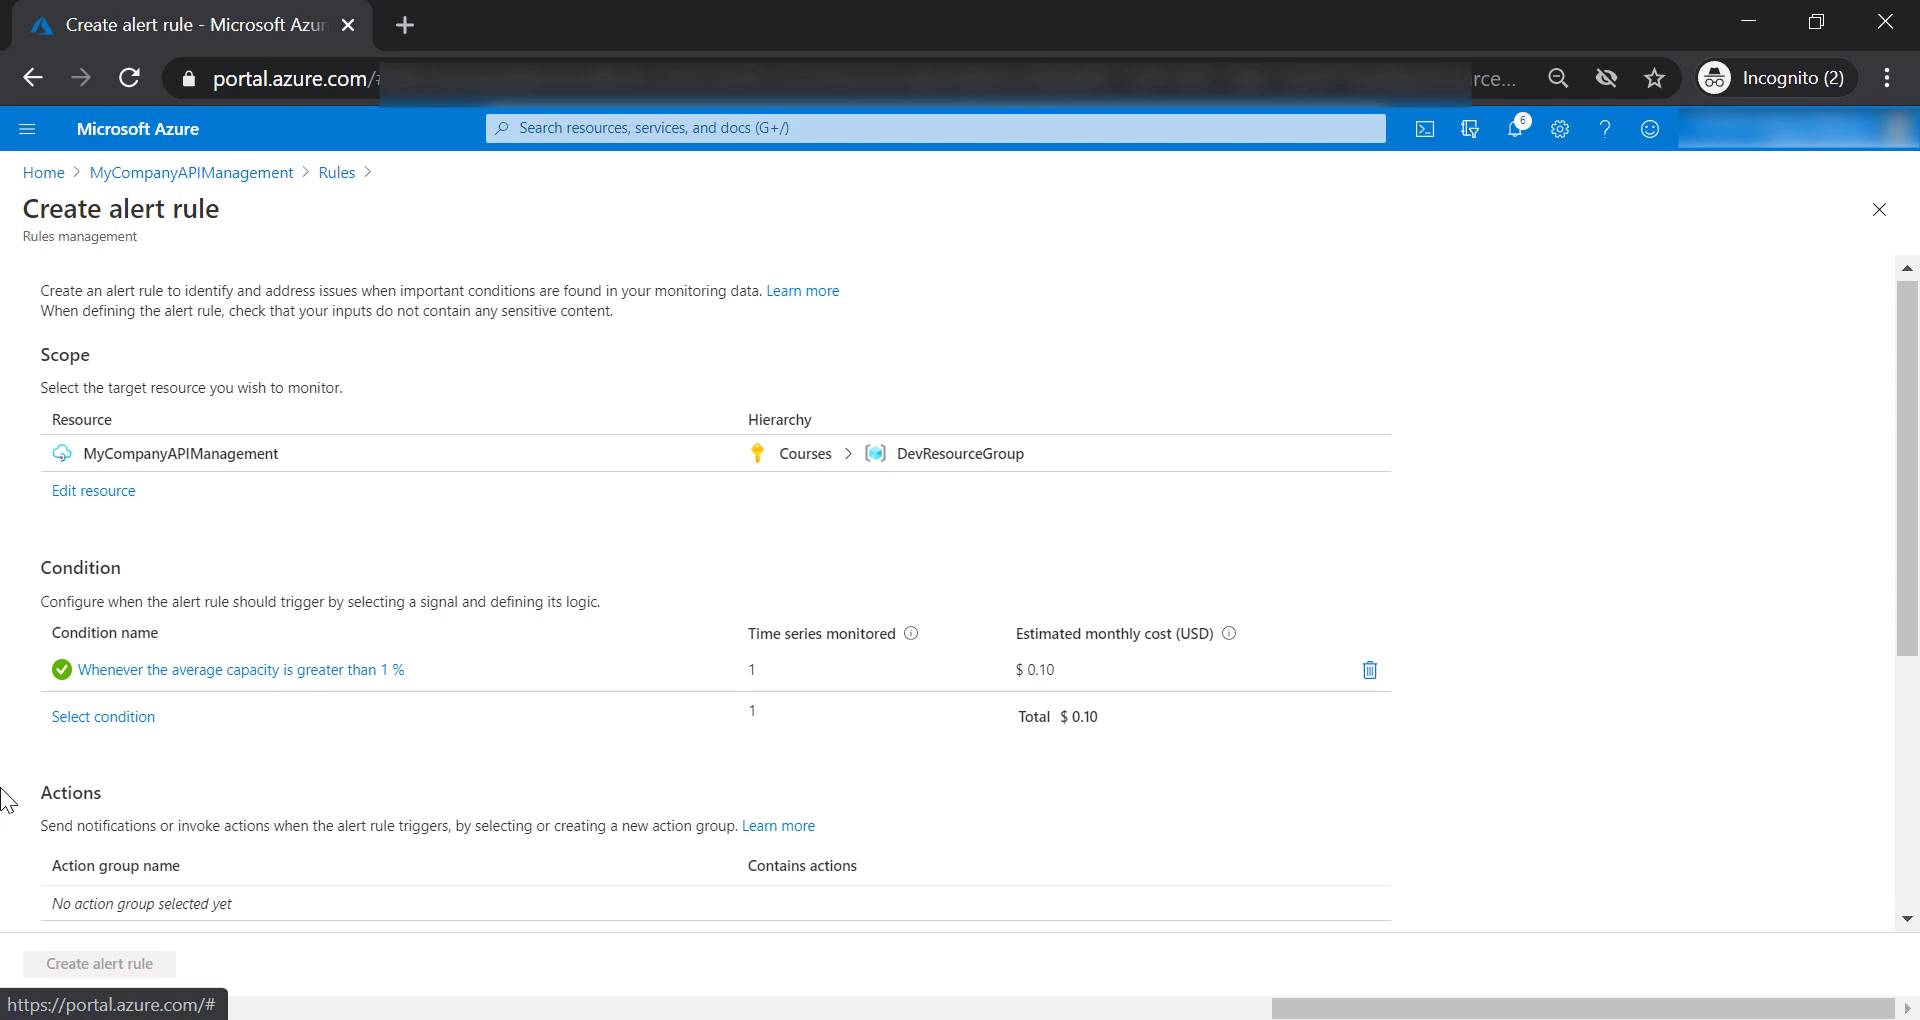 Create alert rule - Microsoft Azur
portal.azure.com/
rce...
Incognito (2)
Microsoft Azure
Search resources, services, and docs (G+/)
6
Home > MyCompanyAPIManagement > Rules >
Create alert rule
Rules management
Create an alert rule to identify and address issues when important conditions are found in your monitoring data. Learn more
When defining the alert rule, check that your inputs do not contain any sensitive content.
Scope
Select the target resource you wish to monitor.
Resource Hierarchy
MyCompanyAPIManagement Courses > DevResourceGroup
Edit resource
Condition
Configure when the alert rule should trigger by selecting a signal and defining its logic.
Condition name Time series monitored Estimated monthly cost (USD)
Whenever the average capacity is greater than 1 % 1 $ 0.10
Select condition 1 Total $ 0.10
Actions
Send notifications or invoke actions when the alert rule triggers, by selecting or creating a new action group. Learn more
Action group name Contains actions
No action group selected yet
Create alert rule
https://portal.azure.com/#